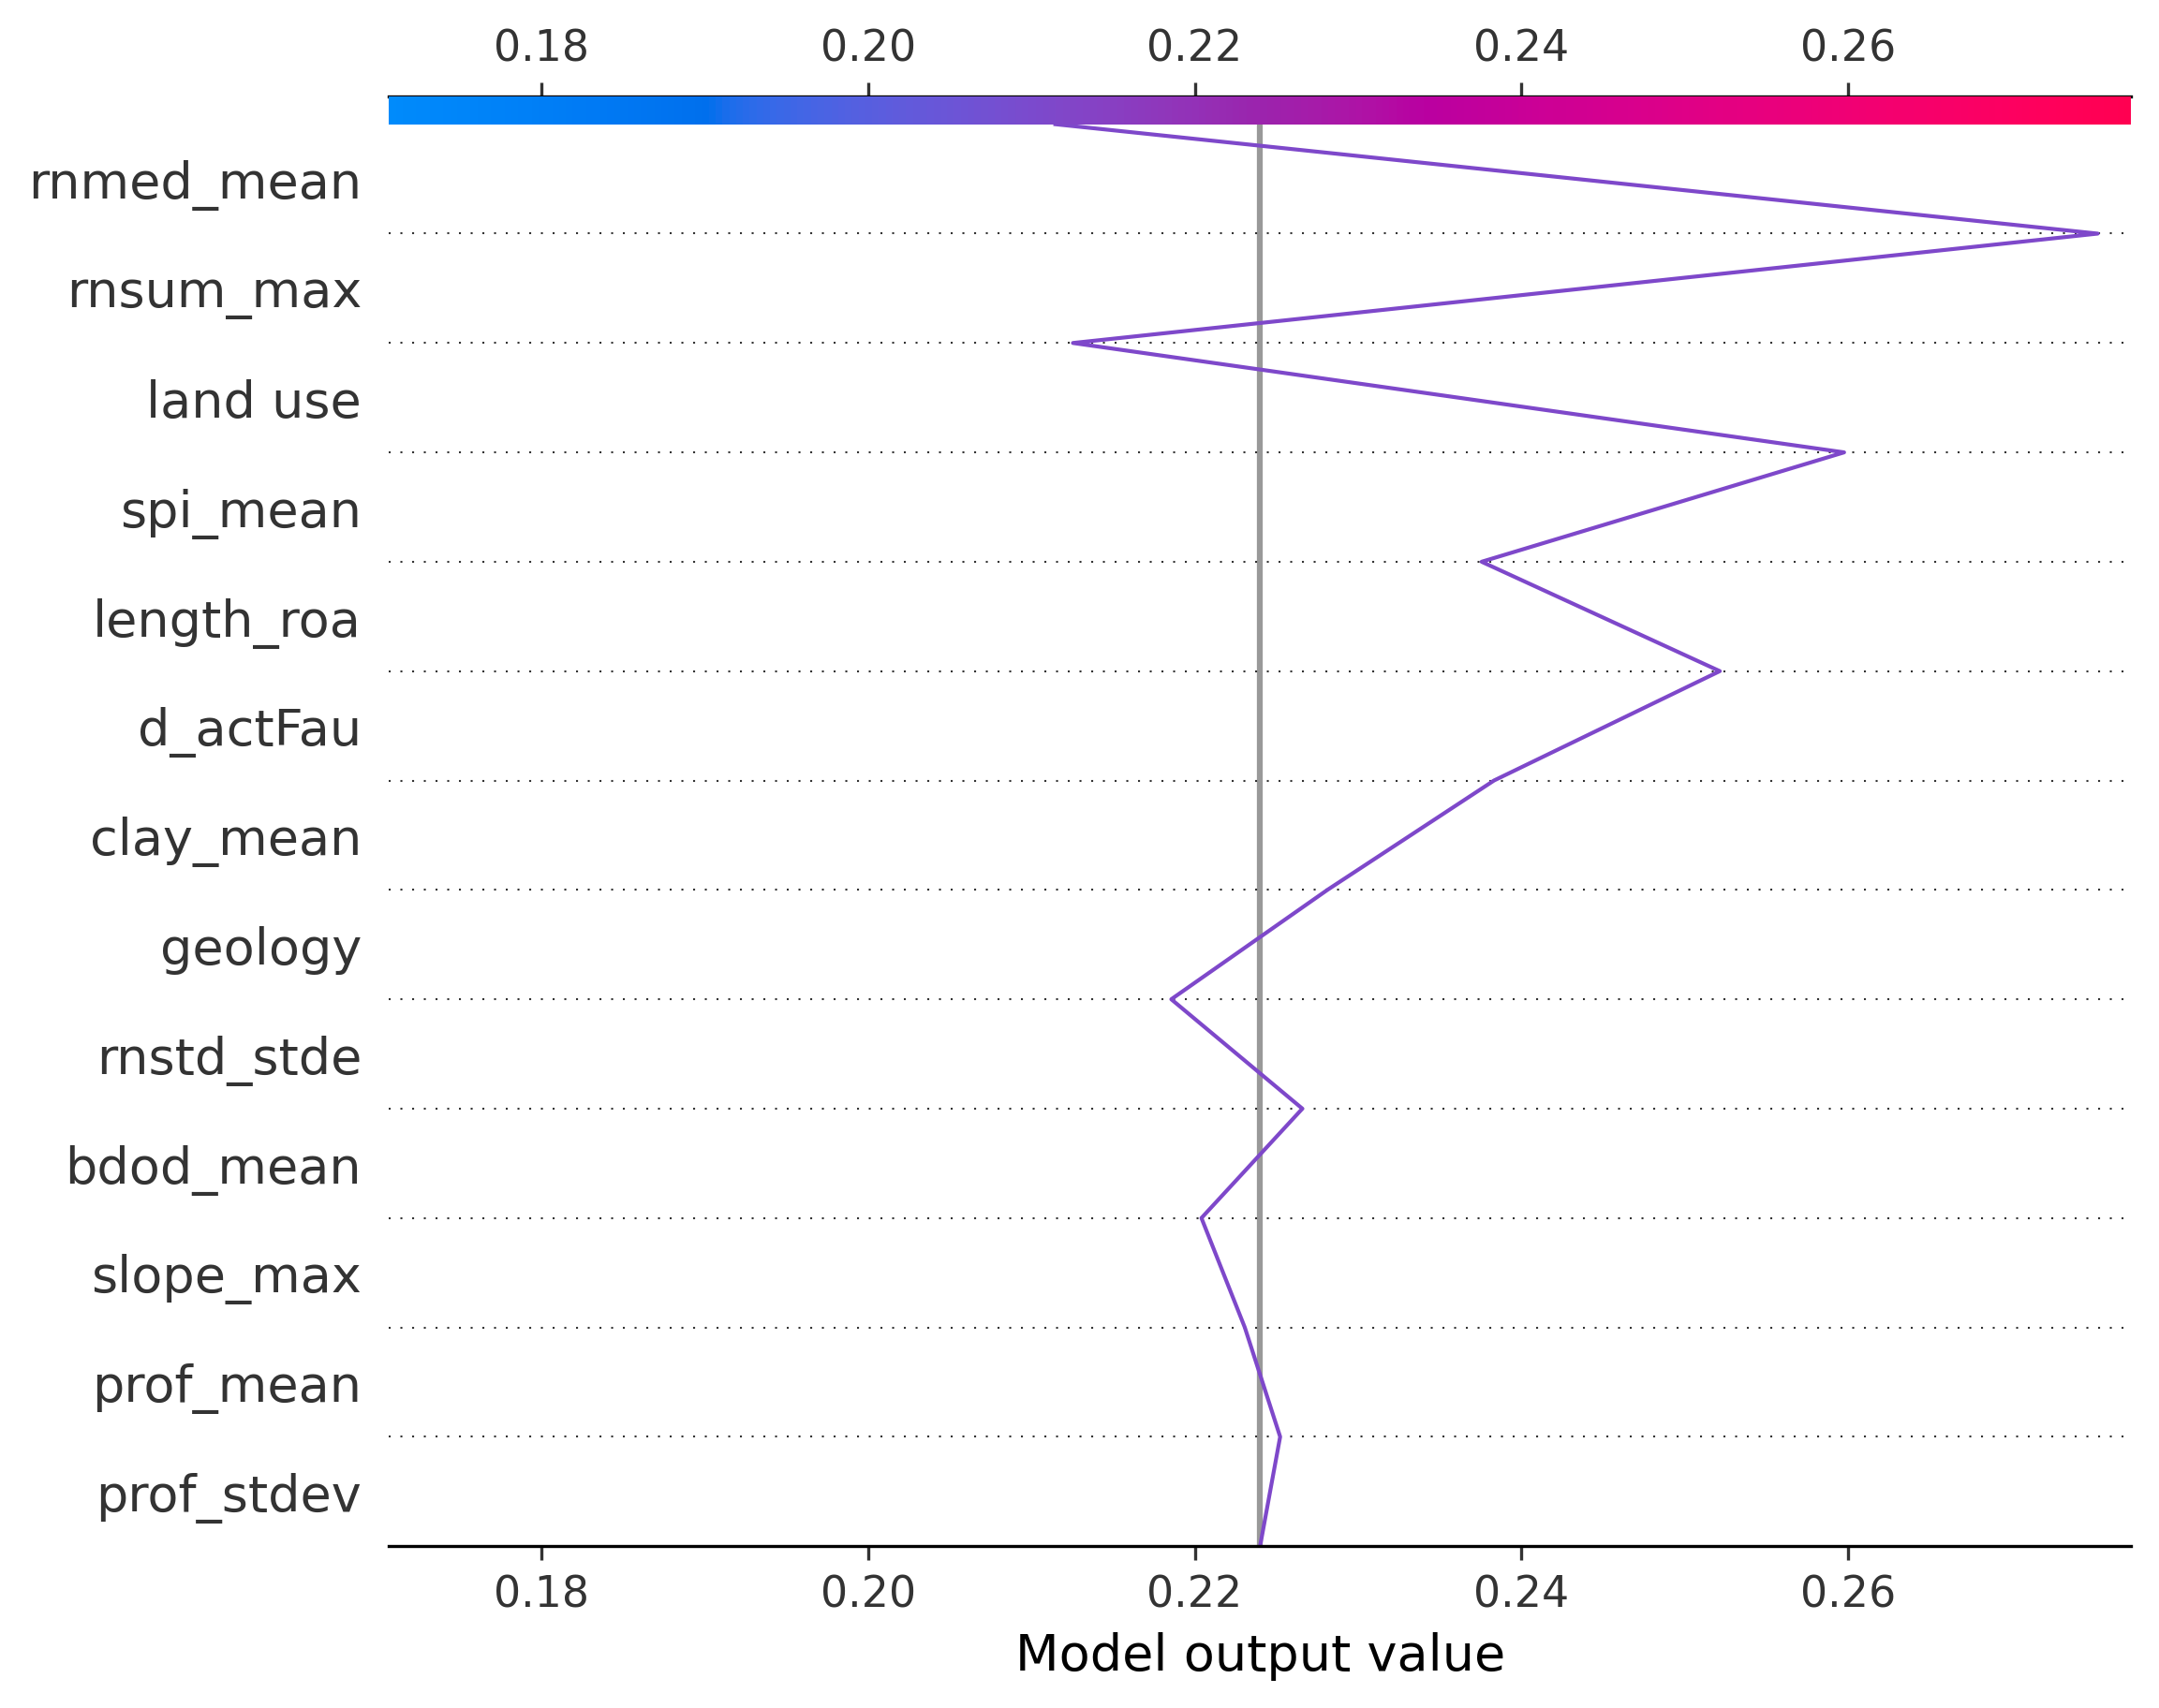 0.18 0.20 0.22 0.24 0.26
rnmed_mean
rnsum_max
land use
spi_mean
length_roa
d_actFau
clay_mean
geology
rnstd_stde
bdod_mean
slope_max
prof_mean
prof_stdev
0.18 0.20 0.22 0.24 0.26
Model output value